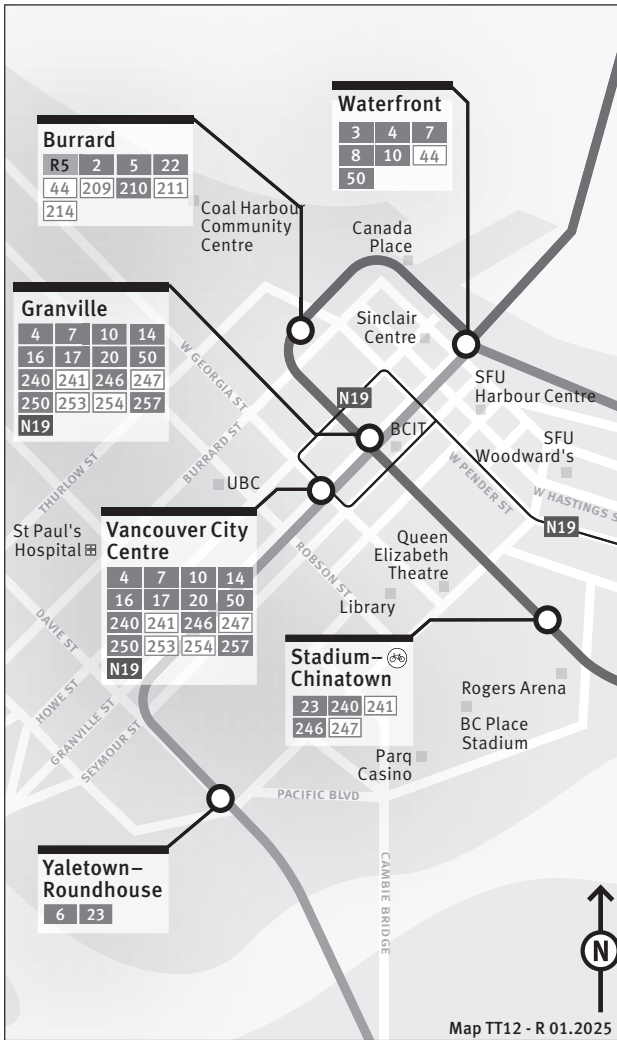 Waterfront
3 4 7
8 10 44
50
Burrard
R5 2 5 22
44 209 210 211
214
Coal Harbour
Community
Centre
Canada
Place
Granville
4 7 10 14
16 17 20 50
240 241 246 247
250 253 254 257
N19
Sinclair
Centre
W GEORGIA ST
N19
SFU
Harbour Centre
BURRARD ST
BCIT
SFU
Woodward's
THURLOW ST
UBC
W PENDER ST
W HASTINGS S
N19
St Paul's
Hospital
Vancouver City
Centre
4 7 10 14
16 17 20 50
240 241 246 247
250 253 254 257
N19
ROBSON ST
Queen
Elizabeth
Theatre
Library
DAVIE ST
HOWE ST
GRANVILLE ST
SEYMOUR ST
Stadium–
Chinatown
23 240 241
246 247
Rogers Arena
BC Place
Stadium
Parq
Casino
PACIFIC BLVD
Yaletown–
Roundhouse
6 23
CAMBIE BRIDGE
N
Map TT12 - R 01.2025